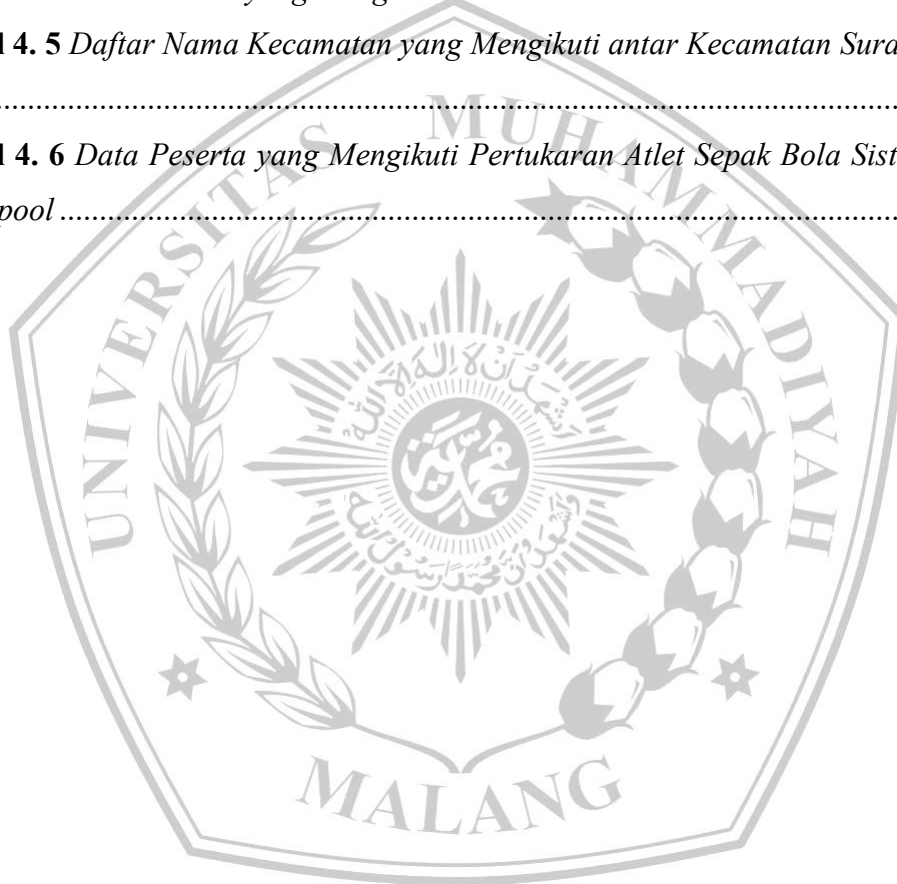 l 4. 5 Daftar Nama Kecamatan yang Mengikuti antar Kecamatan Sura
l 4. 6 Data Peserta yang Mengikuti Pertukaran Atlet Sepak Bola Sist
pool
UNIVERSITAS MUHAMMADIYAH
MALANG